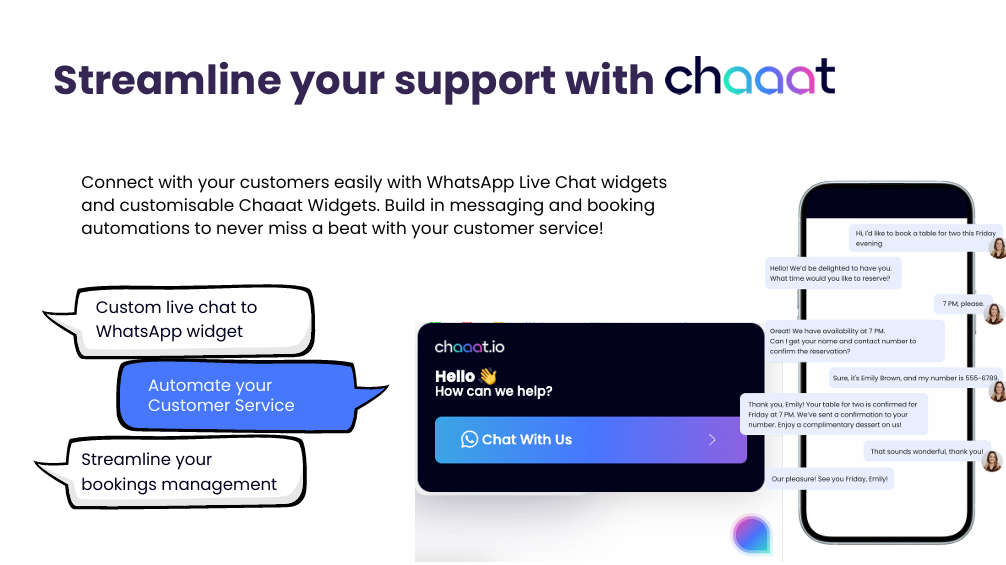 Streamline your support with chaaat
Connect with your customers easily with WhatsApp Live Chat widgets
and customisable Chaaat Widgets. Build in messaging and booking
automations to never miss a beat with your customer service!
Custom live chat to
WhatsApp widget
Automate your
Customer Service
Streamline your
bookings management
chaaat.io
Hello 👋
How can we help?
Chat With Us
Hi, I'd like to book a table for two this Friday
evening
Hello! We'd be delighted to have you.
What time would you like to reserve?
7 PM, please.
Great! We have availability at 7 PM.
Can I get your name and contact number to
confirm the reservation?
Sure, it's Emily Brown, and my number is 555-6789.
Thank you, Emily! Your table for two is confirmed for
Friday at 7 PM. We've sent a confirmation to your
number. Enjoy a complimentary dessert on us!
That sounds wonderful, thank you!
Our pleasure! See you Friday, Emily!